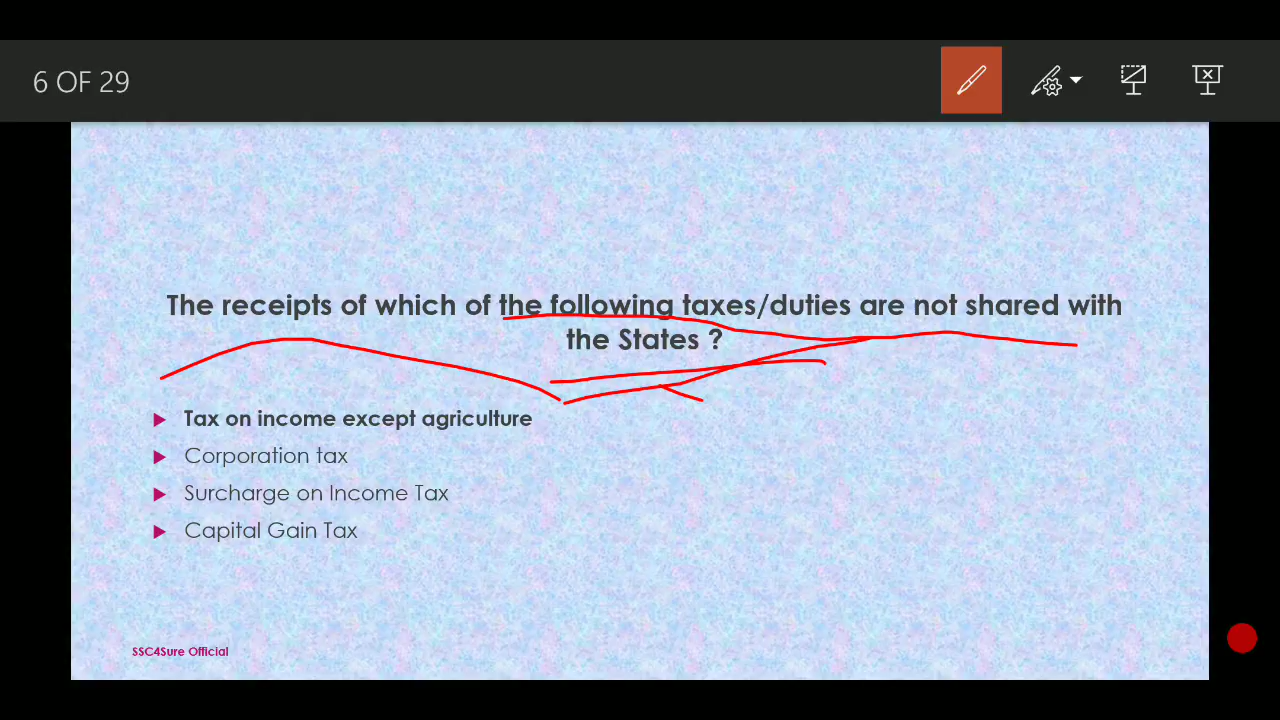 6 OF 29
The receipts of which of the following taxes/duties are not shared with
the States ?
Tax on income except agriculture
Corporation tax
Surcharge on Income Tax
Capital Gain Tax
SSC4Sure Official